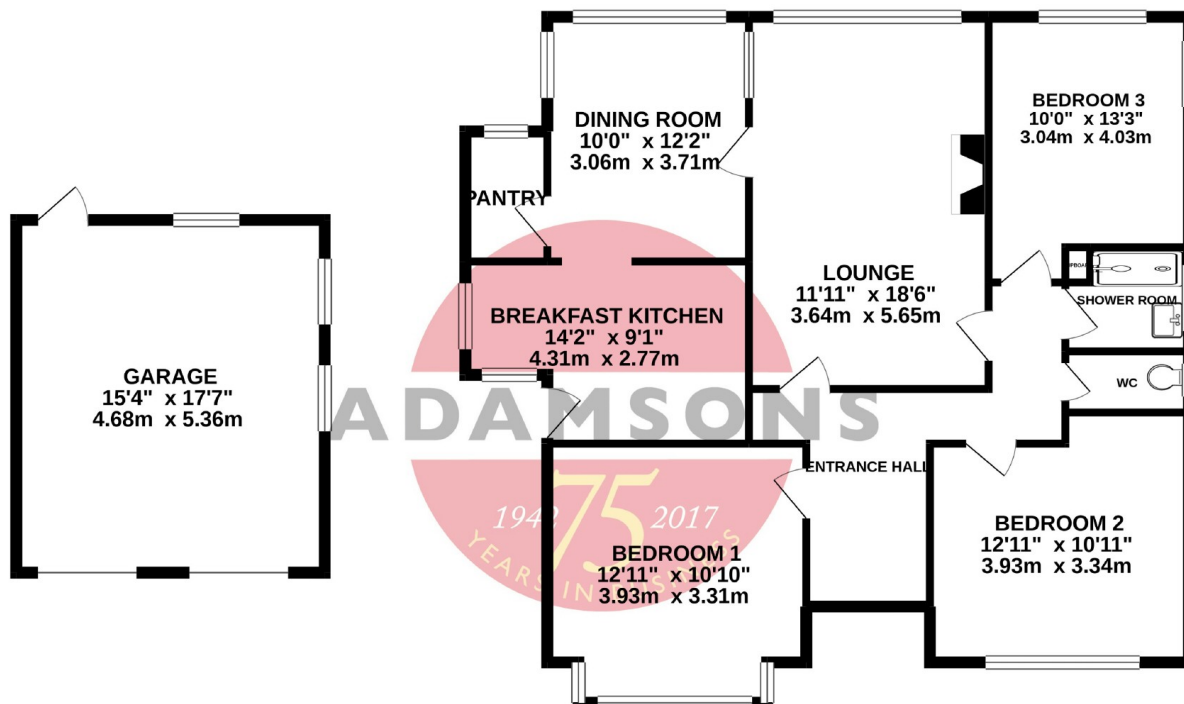 DINING ROOM
10'0" x 12'2"
3.06m x 3.71m
BEDROOM 3
10'0" x 13'3"
3.04m x 4.03m
PANTRY
LOUNGE
11'11" x 18'6"
3.64m x 5.65m
SHOWER ROOM
BREAKFAST KITCHEN
14'2" x 9'1"
4.31m x 2.77m
GARAGE
15'4" x 17'7"
4.68m x 5.36m
WC
ADAMSONS
ENTRANCE HALL
1942 75 2017
YEARS IN BUSINESS
BEDROOM 1
12'11" x 10'10"
3.93m x 3.31m
BEDROOM 2
12'11" x 10'11"
3.93m x 3.34m